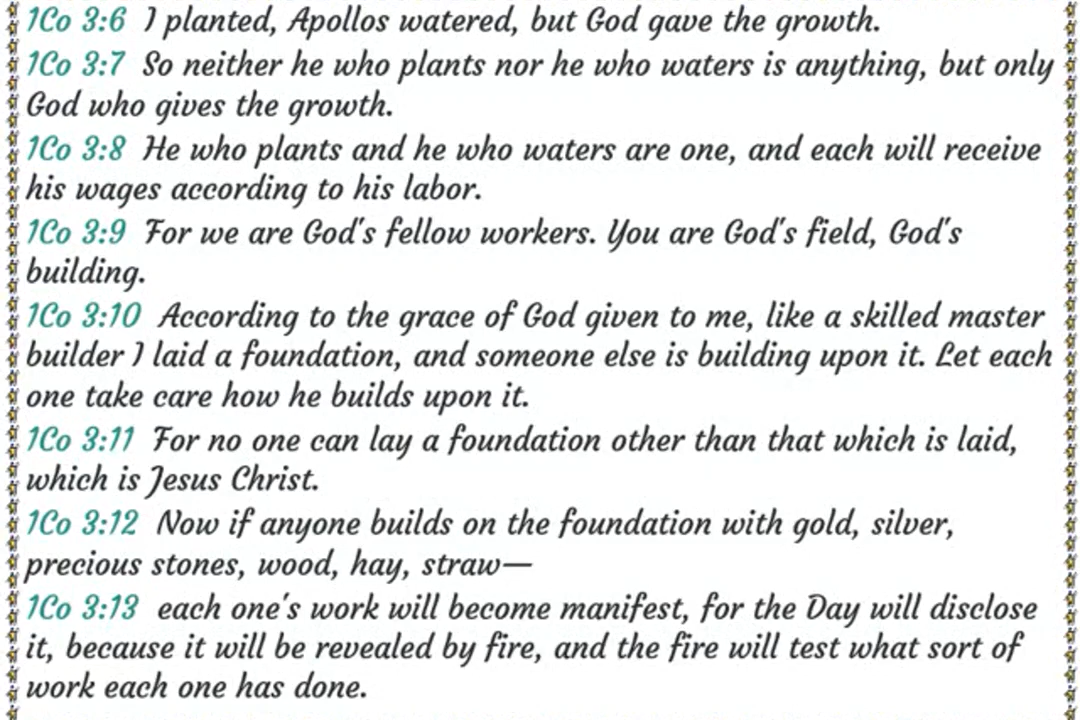 1Co 3:6 I planted, Apollos watered, but God gave the growth.
1Co 3:7 So neither he who plants nor he who waters is anything, but only
God who gives the growth.
1Co 3:8 He who plants and he who waters are one, and each will receive
his wages according to his labor.
1Co 3:9 For we are God's fellow workers. You are God's field, God's
building.
1Co 3:10 According to the grace of God given to me, like a skilled master
builder I laid a foundation, and someone else is building upon it. Let each
one take care how he builds upon it.
1Co 3:11 For no one can lay a foundation other than that which is laid,
which is Jesus Christ.
1Co 3:12 Now if anyone builds on the foundation with gold, silver,
precious stones, wood, hay, straw—
1Co 3:13 each one's work will become manifest, for the Day will disclose
it, because it will be revealed by fire, and the fire will test what sort of
work each one has done.